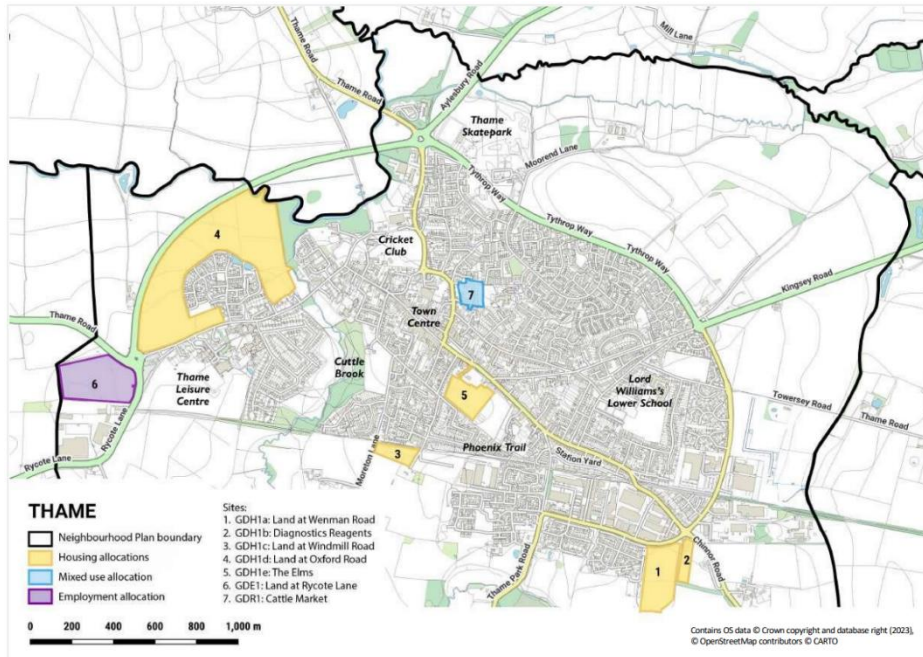 Thame Road
Mill Lane
Thame Road
Aylesbury Road
Thame
Skatepark
Moorend Lane
Tythrop Way
Tythrop Way
Tythrop Way
Kingsey Road
4
Cricket
Club
7
Town
Centre
Thame Road
6
Rycote Lane
Rycote Lane
Thame
Leisure
Centre
Cuttle
Brook
5
Lord
Williams's
Lower School
Towersey Road
Thame Road
Phoenix Trail
Station Yard
Moreton Lane
3
Thame Park Road
Chinnor Road
1
2
THAME
Neighbourhood Plan boundary
Housing allocations
Mixed use allocation
Employment allocation
Sites:
1. GDH1a: Land at Wenman Road
2. GDH1b: Diagnostics Reagents
3. GDH1c: Land at Windmill Road
4. GDH1d: Land at Oxford Road
5. GDH1e: The Elms
6. GDE1: Land at Rycote Lane
7. GDR1: Cattle Market
0 200 400 600 800 1,000 m
Contains OS data © Crown copyright and database right (2023),
© OpenStreetMap contributors © CARTO